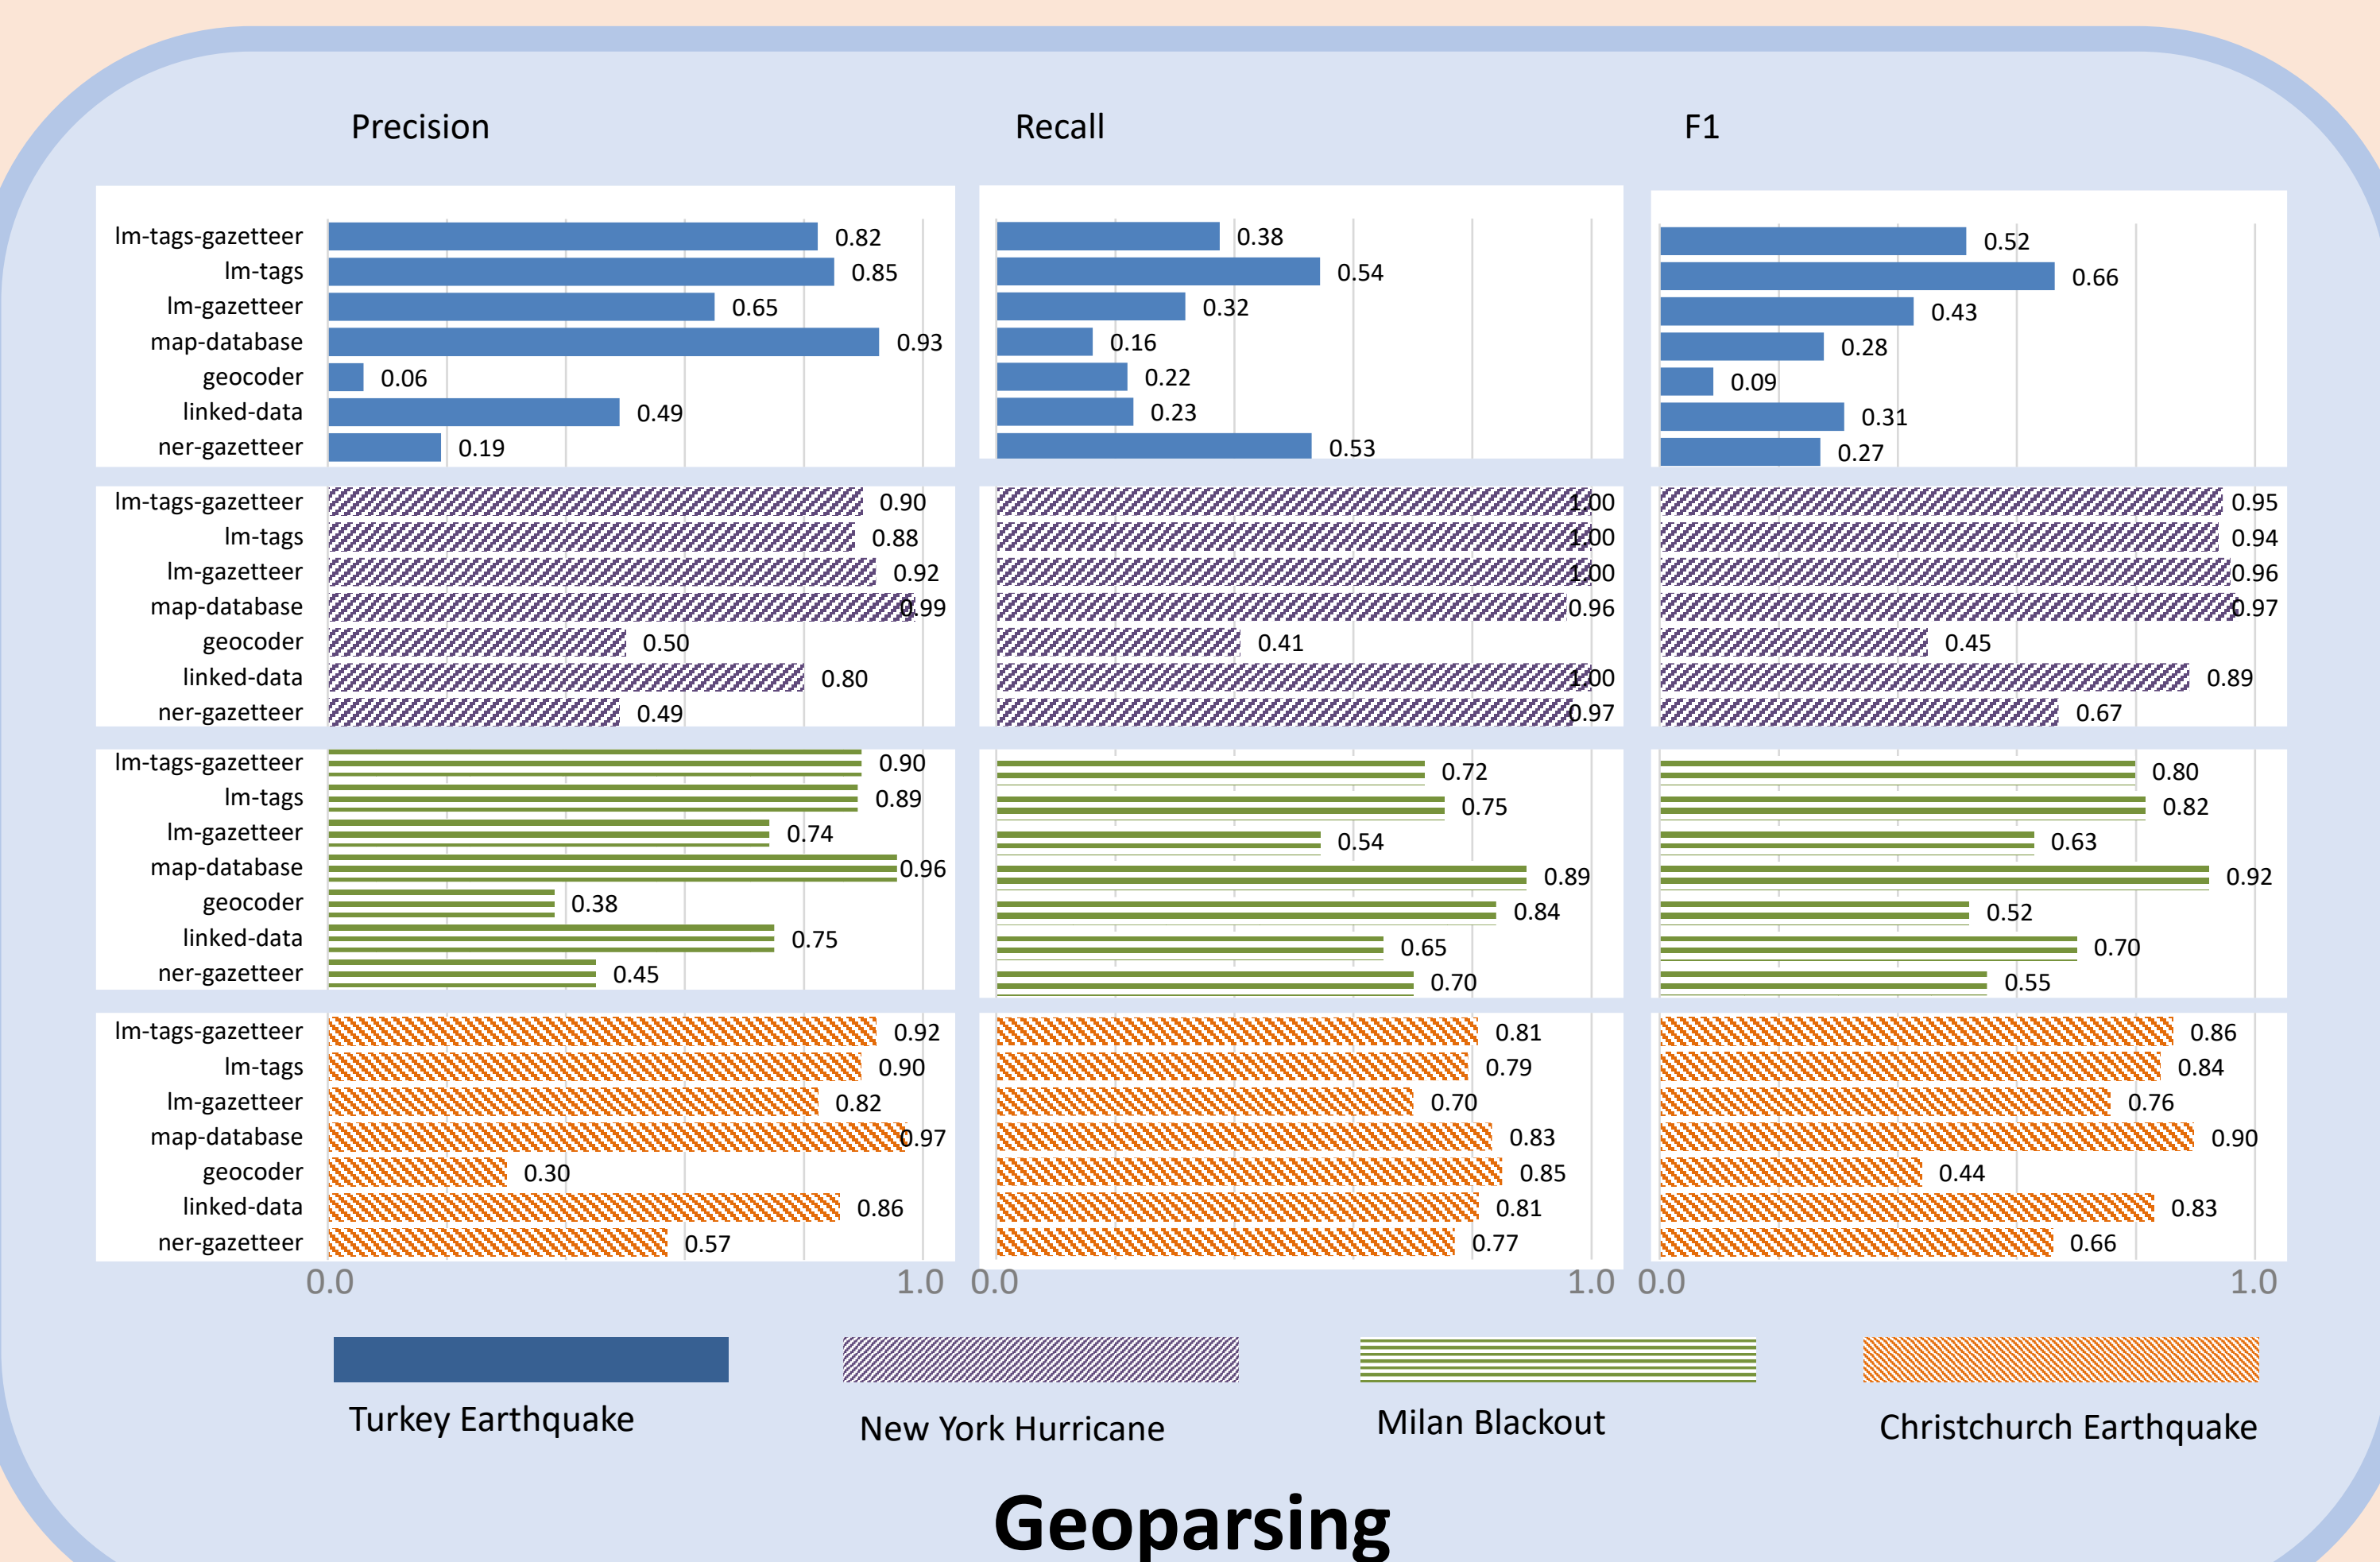 Precision Recall F1
lm-tags-gazetteer 0.82 0.38 0.52
lm-tags 0.85 0.54 0.66
lm-gazetteer 0.65 0.32 0.43
map-database 0.93 0.16 0.28
geocoder 0.06 0.22 0.09
linked-data 0.49 0.23 0.31
ner-gazetteer 0.19 0.53 0.27
lm-tags-gazetteer 0.90 1.00 0.95
lm-tags 0.88 1.00 0.94
lm-gazetteer 0.92 1.00 0.96
map-database 0.99 0.96 0.97
geocoder 0.50 0.41 0.45
linked-data 0.80 1.00 0.89
ner-gazetteer 0.49 0.97 0.67
lm-tags-gazetteer 0.90 0.72 0.80
lm-tags 0.89 0.75 0.82
lm-gazetteer 0.74 0.54 0.63
map-database 0.96 0.89 0.92
geocoder 0.38 0.84 0.52
linked-data 0.75 0.65 0.70
ner-gazetteer 0.45 0.70 0.55
lm-tags-gazetteer 0.92 0.81 0.86
lm-tags 0.90 0.79 0.84
lm-gazetteer 0.82 0.70 0.76
map-database 0.97 0.83 0.90
geocoder 0.30 0.85 0.44
linked-data 0.86 0.81 0.83
ner-gazetteer 0.57 0.77 0.66
0.0 1.0 0.0 1.0 0.0 1.0
Turkey Earthquake New York Hurricane Milan Blackout Christchurch Earthquake
Geoparsing